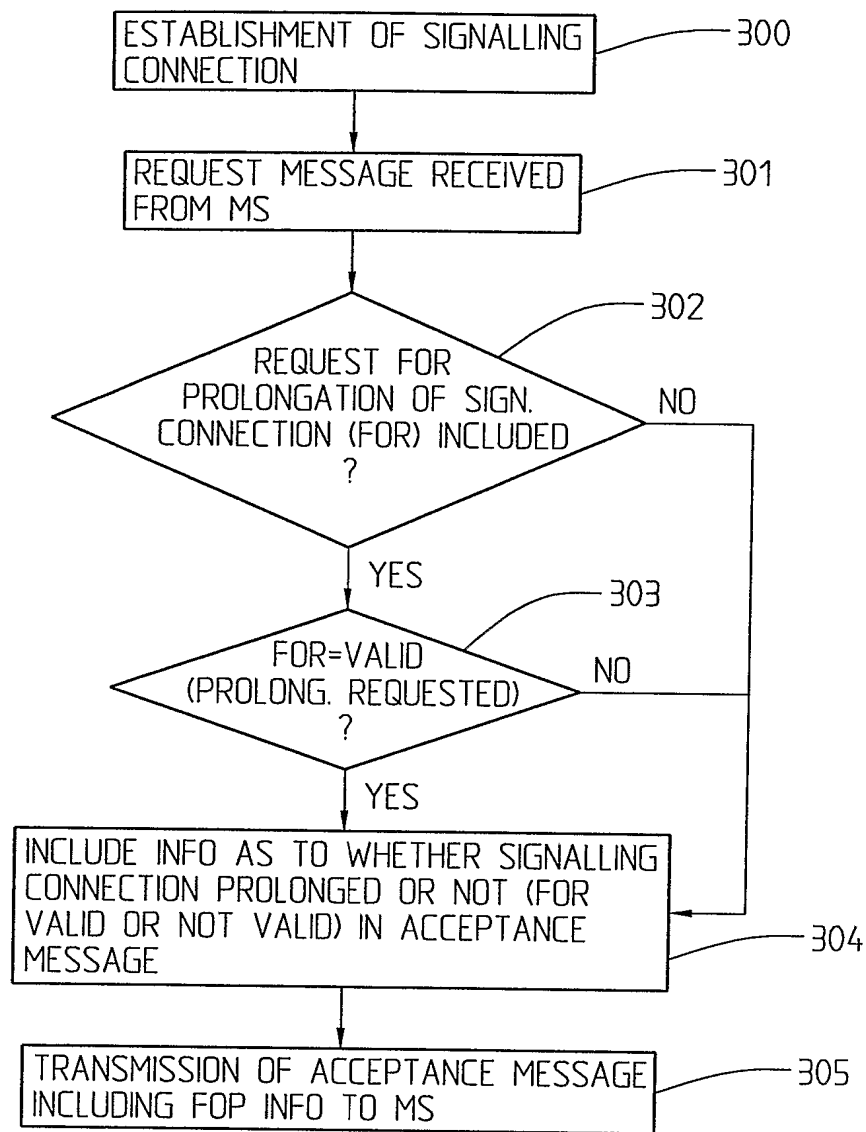 ESTABLISHMENT OF SIGNALLING
CONNECTION
300
REQUEST MESSAGE RECEIVED
FROM MS
301
302
REQUEST FOR
PROLONGATION OF SIGN.
CONNECTION (FOR) INCLUDED
?
NO
YES
303
FOR=VALID
(PROLONG. REQUESTED)
?
NO
YES
INCLUDE INFO AS TO WHETHER SIGNALLING
CONNECTION PROLONGED OR NOT (FOR
VALID OR NOT VALID) IN ACCEPTANCE
MESSAGE
304
TRANSMISSION OF ACCEPTANCE MESSAGE
INCLUDING FOP INFO TO MS
305